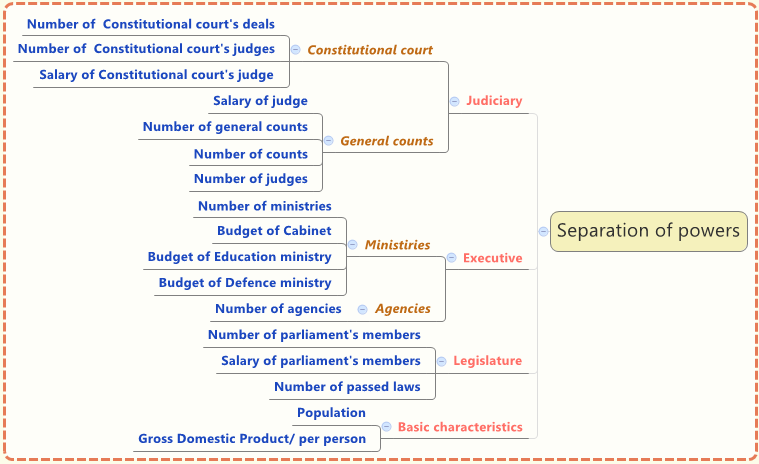 Number of  Constitutional court's deals
Number of  Constitutional court's judges
Constitutional court
Salary of Constitutional court's judge
Salary of judge
Judiciary
Number of general counts
General counts
Number of counts
Number of judges
Number of ministries
Budget of Cabinet
Separation of powers
Ministiries
Budget of Education ministry
Executive
Budget of Defence ministry
Number of agencies
Agencies
Number of parliament's members
Salary of parliament's members
Legislature
Number of passed laws
Population
Basic characteristics
Gross Domestic Product/ per person